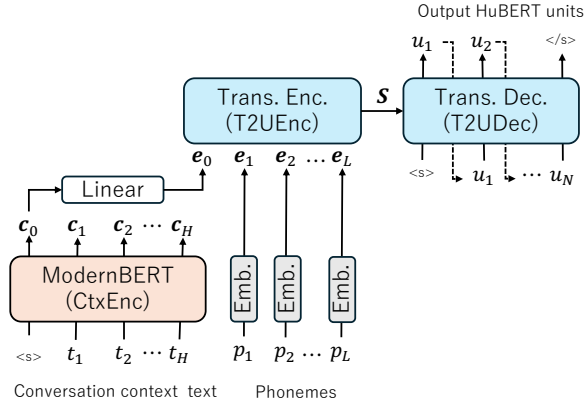 Output HuBERT units
u₁ u₂ </s>
Trans. Enc.
(T2UEnc)
S
Trans. Dec.
(T2UDec)
e₀ e₁ e₂ ⋯ e_L
<s> u₁ ⋯ u_N
Linear
c₀ c₁ c₂ ⋯ c_H
ModernBERT
(CtxEnc)
Emb. Emb. Emb.
<s> t₁ t₂ ⋯ t_H p₁ p₂ ⋯ p_L
Conversation context text Phonemes